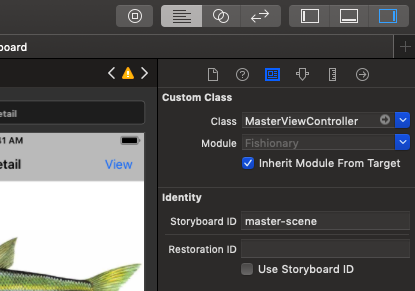 board
etail
Custom Class
Class MasterViewController
Module Fishionary
Inherit Module From Target
41 AM
etail View
Identity
Storyboard ID master-scene
Restoration ID
Use Storyboard ID